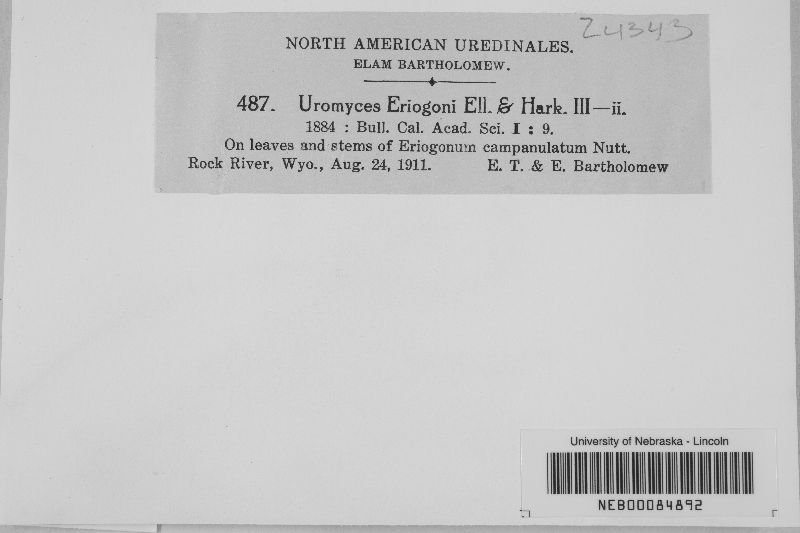 24343
NORTH AMERICAN UREDINALES.
ELAM BARTHOLOMEW.
487. Uromyces Eriogoni Ell. & Hark. III—ii.
1884 : Bull. Cal. Acad. Sci. I : 9.
On leaves and stems of Eriogonum campanulatum Nutt.
Rock River, Wyo., Aug. 24, 1911. E. T. & E. Bartholomew
University of Nebraska - Lincoln
NEB00084892